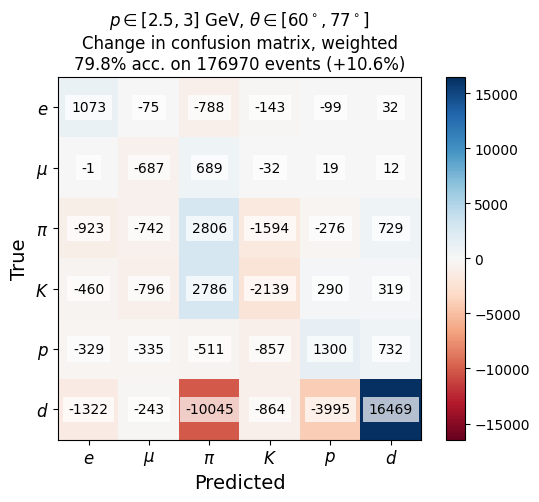 p ∈ [2.5, 3] GeV, θ ∈ [60°, 77°]
Change in confusion matrix, weighted
79.8% acc. on 176970 events (+10.6%)
e 1073 -75 -788 -143 -99 32
μ -1 -687 689 -32 19 12
π -923 -742 2806 -1594 -276 729
K -460 -796 2786 -2139 290 319
p -329 -335 -511 -857 1300 732
d -1322 -243 -10045 -864 -3995 16469
e μ π K p d
True
Predicted
15000
10000
5000
0
−5000
−10000
−15000